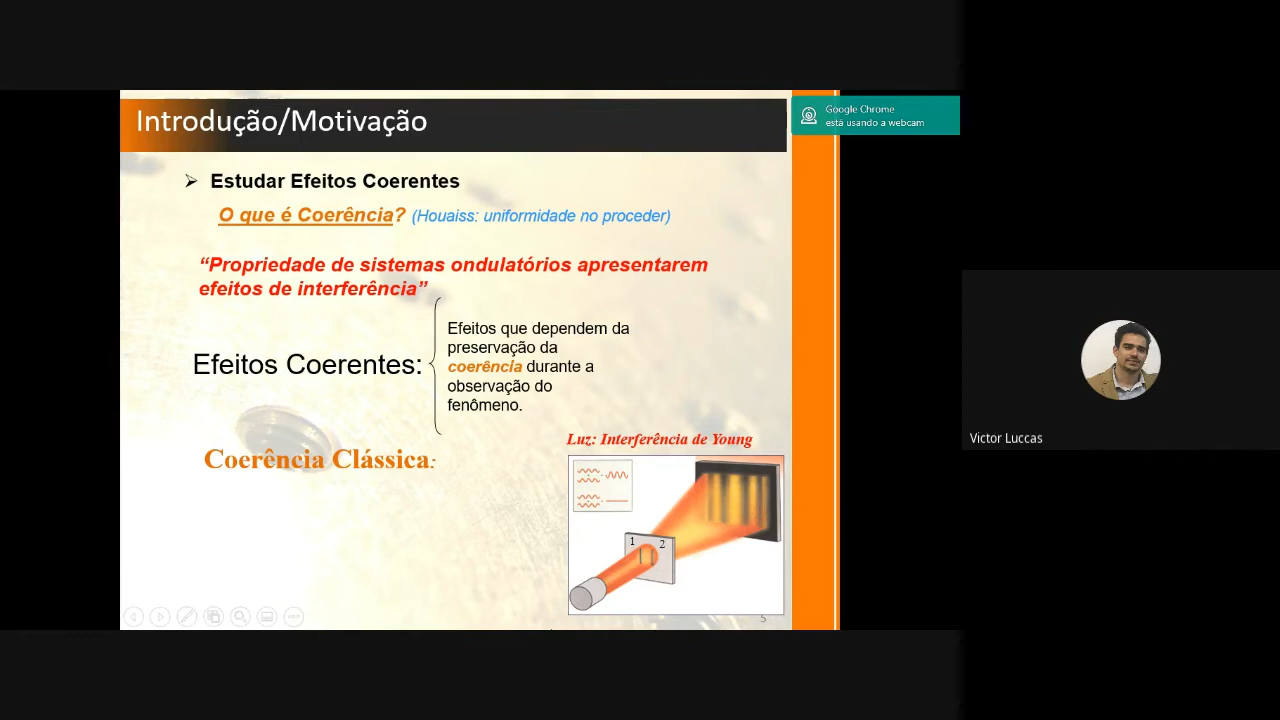 Introdução/Motivação
Google Chrome
está usando a webcam
Estudar Efeitos Coerentes
O que é Coerência? (Houaiss: uniformidade no proceder)
“Propriedade de sistemas ondulatórios apresentarem
efeitos de interferência”
Efeitos Coerentes:
Efeitos que dependem da
preservação da
coerência durante a
observação do
fenômeno.
Luz: Interferência de Young
Coerência Clássica:
1 2
5
Victor Luccas